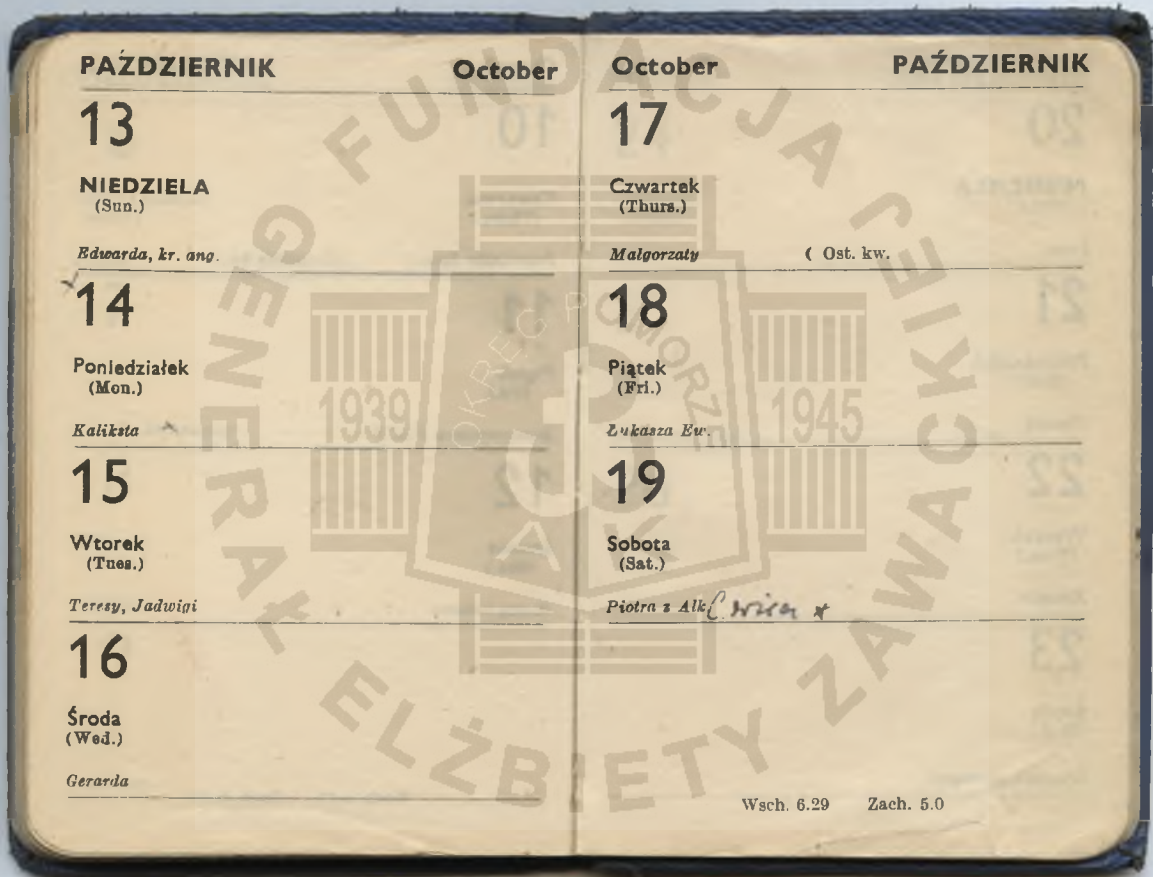 PAŹDZIERNIK October
13
NIEDZIELA
(Sun.)
Edwarda, kr. ang.
14
Poniedziałek
(Mon.)
Kaliksta
15
Wtorek
(Tues.)
Teresy, Jadwigi
16
Środa
(Wed.)
Gerarda
October PAŹDZIERNIK
17
Czwartek
(Thurs.)
Małgorzaty ☾ Ost. kw.
18
Piątek
(Fri.)
Łukasza Ew.
19
Sobota
(Sat.)
Piotra z Alk.
Wsch. 6.29 Zach. 5.0
FUNDACJA GENERAŁ ELŻBIETY ZAWACKIEJ
OKRĘG POMORZE
1939 1945
AK